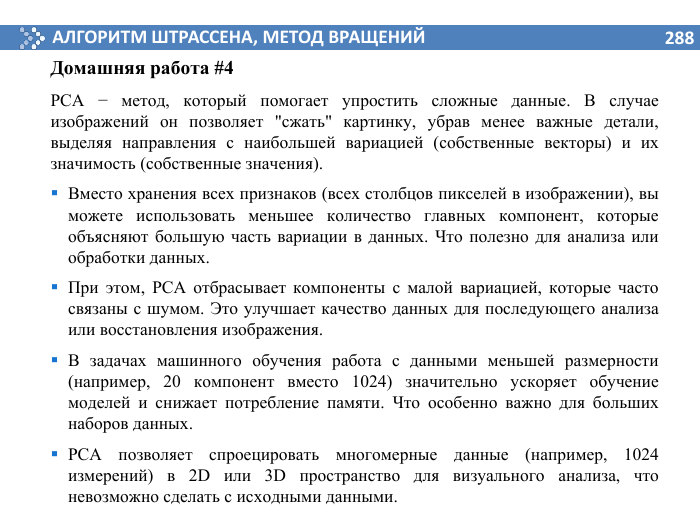 АЛГОРИТМ ШТРАССЕНА, МЕТОД ВРАЩЕНИЙ
288
Домашняя работа #4
PCA − метод, который помогает упростить сложные данные. В случае
изображений он позволяет "сжать" картинку, убрав менее важные детали,
выделяя направления с наибольшей вариацией (собственные векторы) и их
значимость (собственные значения).
▪ Вместо хранения всех признаков (всех столбцов пикселей в изображении), вы
можете использовать меньшее количество главных компонент, которые
объясняют большую часть вариации в данных. Что полезно для анализа или
обработки данных.
▪ При этом, PCA отбрасывает компоненты с малой вариацией, которые часто
связаны с шумом. Это улучшает качество данных для последующего анализа
или восстановления изображения.
▪ В задачах машинного обучения работа с данными меньшей размерности
(например, 20 компонент вместо 1024) значительно ускоряет обучение
моделей и снижает потребление памяти. Что особенно важно для больших
наборов данных.
▪ PCA позволяет спроецировать многомерные данные (например, 1024
измерений) в 2D или 3D пространство для визуального анализа, что
невозможно сделать с исходными данными.